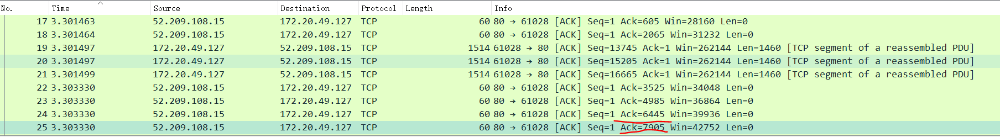 No. Time Source Destination Protocol Length Info
17 3.301463 52.209.108.15 172.20.49.127 TCP 60 80 → 61028 [ACK] Seq=1 Ack=605 Win=28160 Len=0
18 3.301464 52.209.108.15 172.20.49.127 TCP 60 80 → 61028 [ACK] Seq=1 Ack=2065 Win=31232 Len=0
19 3.301497 172.20.49.127 52.209.108.15 TCP 1514 61028 → 80 [ACK] Seq=13745 Ack=1 Win=262144 Len=1460 [TCP segment of a reassembled PDU]
20 3.301497 172.20.49.127 52.209.108.15 TCP 1514 61028 → 80 [ACK] Seq=15205 Ack=1 Win=262144 Len=1460 [TCP segment of a reassembled PDU]
21 3.301499 172.20.49.127 52.209.108.15 TCP 1514 61028 → 80 [ACK] Seq=16665 Ack=1 Win=262144 Len=1460 [TCP segment of a reassembled PDU]
22 3.303330 52.209.108.15 172.20.49.127 TCP 60 80 → 61028 [ACK] Seq=1 Ack=3525 Win=34048 Len=0
23 3.303330 52.209.108.15 172.20.49.127 TCP 60 80 → 61028 [ACK] Seq=1 Ack=4985 Win=36864 Len=0
24 3.303330 52.209.108.15 172.20.49.127 TCP 60 80 → 61028 [ACK] Seq=1 Ack=6445 Win=39936 Len=0
25 3.303330 52.209.108.15 172.20.49.127 TCP 60 80 → 61028 [ACK] Seq=1 Ack=7905 Win=42752 Len=0